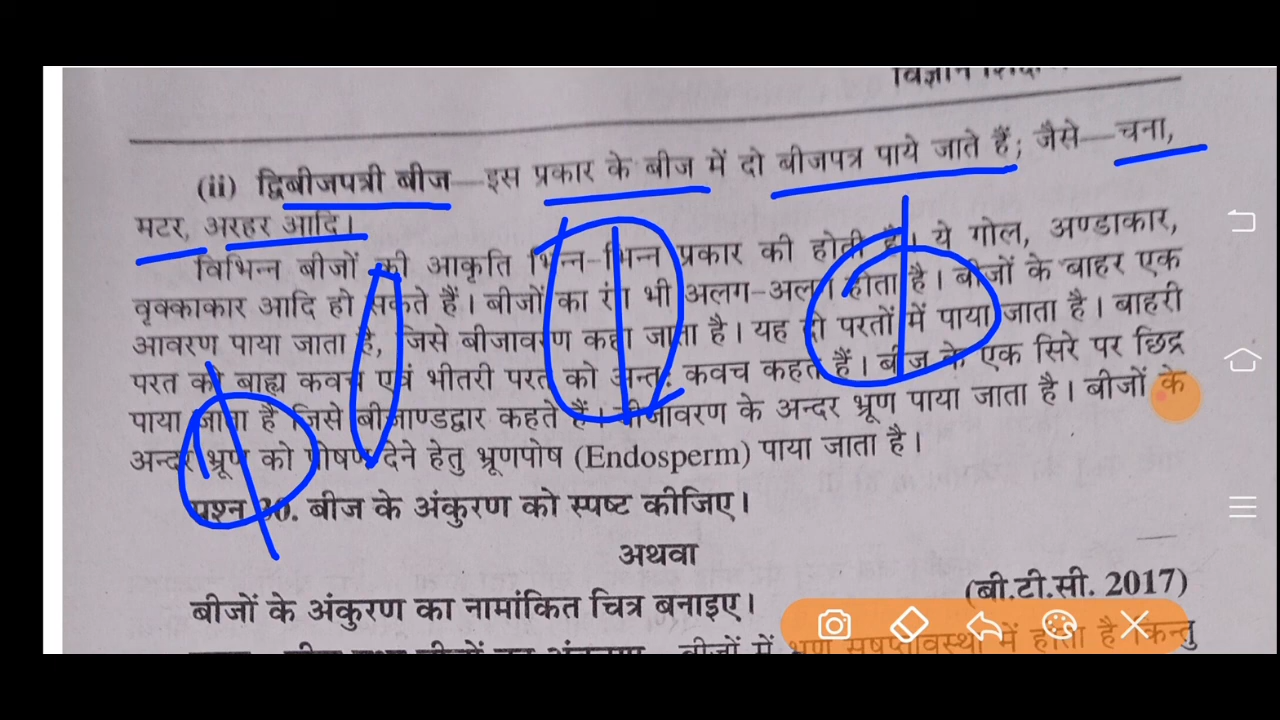 विज्ञान
(ii) द्विबीजपत्री बीज—इस प्रकार के बीज में दो बीजपत्र पाये जाते हैं; जैसे—चना,
मटर, अरहर आदि।
विभिन्न बीजों की आकृति भिन्न-भिन्न प्रकार की होती है। ये गोल, अण्डाकार,
वृक्काकार आदि हो सकते हैं। बीजों का रंग भी अलग-अलग होता है। बीजों के बाहर एक
आवरण पाया जाता है, जिसे बीजावरण कहा जाता है। यह दो परतों में पाया जाता है। बाहरी
परत को बाह्य कवच एवं भीतरी परत को अन्तः कवच कहते हैं। बीज के एक सिरे पर छिद्र
पाया जाता है जिसे बीजाण्डद्वार कहते हैं। बीजावरण के अन्दर भ्रूण पाया जाता है। बीजों के
अन्दर भ्रूण को पोषण देने हेतु भ्रूणपोष (Endosperm) पाया जाता है।
प्रश्न 30. बीज के अंकुरण को स्पष्ट कीजिए।
अथवा
बीजों के अंकुरण का नामांकित चित्र बनाइए। (बी.टी.सी. 2017)
बीजों में भ्रूण सुषुप्तावस्था में होता है किन्तु